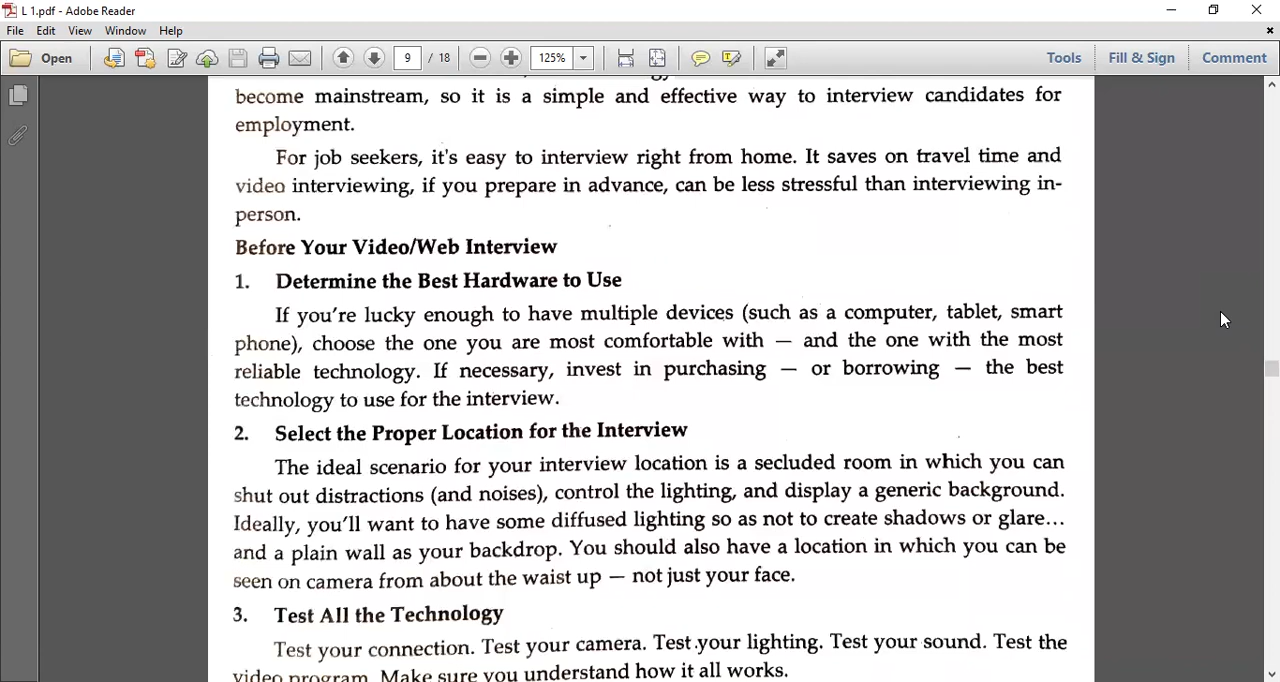 L 1.pdf - Adobe Reader
File Edit View Window Help
Open 9 / 18 125% Tools Fill & Sign Comment
become mainstream, so it is a simple and effective way to interview candidates for
employment.
For job seekers, it's easy to interview right from home. It saves on travel time and
video interviewing, if you prepare in advance, can be less stressful than interviewing in-
person.
Before Your Video/Web Interview
1. Determine the Best Hardware to Use
If you're lucky enough to have multiple devices (such as a computer, tablet, smart
phone), choose the one you are most comfortable with — and the one with the most
reliable technology. If necessary, invest in purchasing — or borrowing — the best
technology to use for the interview.
2. Select the Proper Location for the Interview
The ideal scenario for your interview location is a secluded room in which you can
shut out distractions (and noises), control the lighting, and display a generic background.
Ideally, you'll want to have some diffused lighting so as not to create shadows or glare...
and a plain wall as your backdrop. You should also have a location in which you can be
seen on camera from about the waist up — not just your face.
3. Test All the Technology
Test your connection. Test your camera. Test your lighting. Test your sound. Test the
video program. Make sure you understand how it all works.